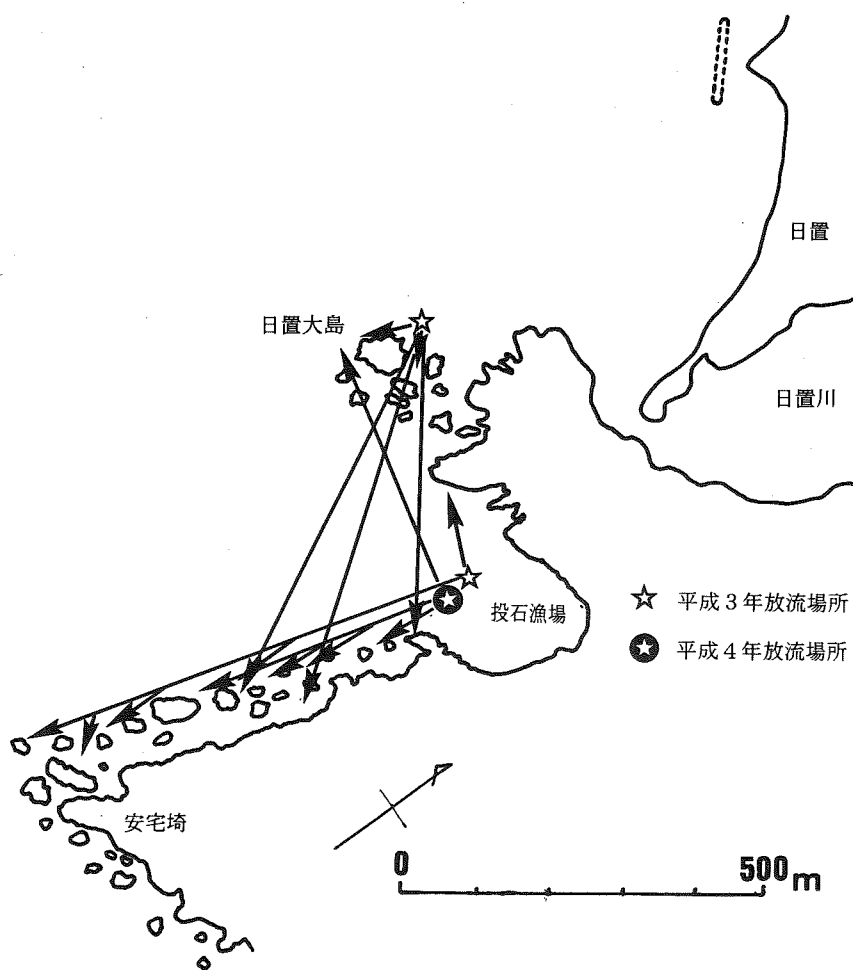 日置
日置大島
日置川
投石漁場
平成3年放流場所
平成4年放流場所
安宅埼
0
500m